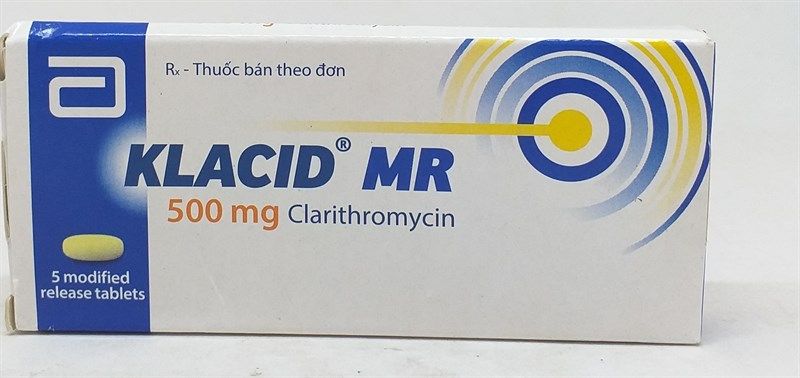 Rx - Thuốc bán theo đơn
KLACID® MR
500 mg Clarithromycin
5 modified
release tablets